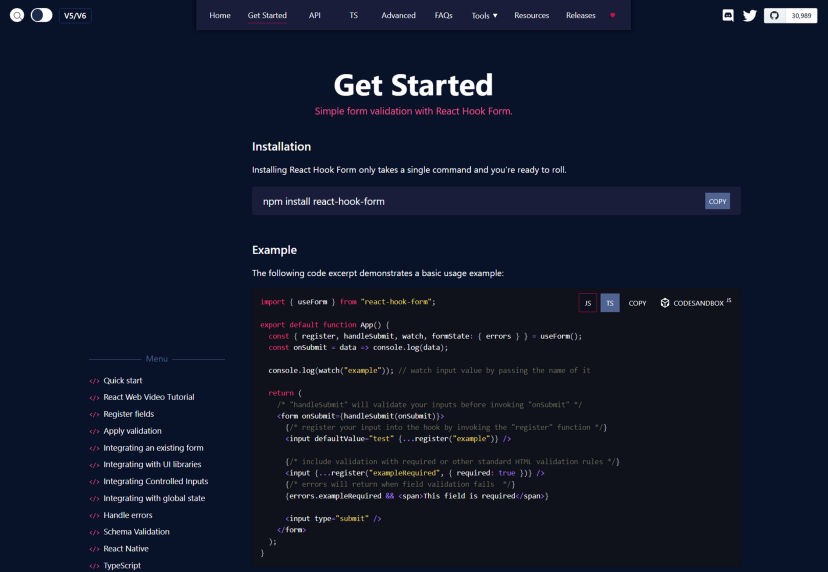 V5/V6
Home Get Started API TS Advanced FAQs Tools ▼ Resources Releases ♥
30,989
Get Started
Simple form validation with React Hook Form.
Installation
Installing React Hook Form only takes a single command and you're ready to roll.
npm install react-hook-form
COPY
Example
The following code excerpt demonstrates a basic usage example:
JS TS COPY CODESANDBOX JS
import { useForm } from "react-hook-form";
export default function App() {
const { register, handleSubmit, watch, formState: { errors } } = useForm();
const onSubmit = data => console.log(data);
console.log(watch("example")); // watch input value by passing the name of it
return (
/* "handleSubmit" will validate your inputs before invoking "onSubmit" */
<form onSubmit={handleSubmit(onSubmit)}>
{/* register your input into the hook by invoking the "register" function */}
<input defaultValue="test" {...register("example")} />
{/* include validation with required or other standard HTML validation rules */}
<input {...register("exampleRequired", { required: true })} />
{/* errors will return when field validation fails */}
{errors.exampleRequired && <span>This field is required</span>}
<input type="submit" />
</form>
);
}
Menu
</> Quick start
</> React Web Video Tutorial
</> Register fields
</> Apply validation
</> Integrating an existing form
</> Integrating with UI libraries
</> Integrating Controlled Inputs
</> Integrating with global state
</> Handle errors
</> Schema Validation
</> React Native
</> TypeScript